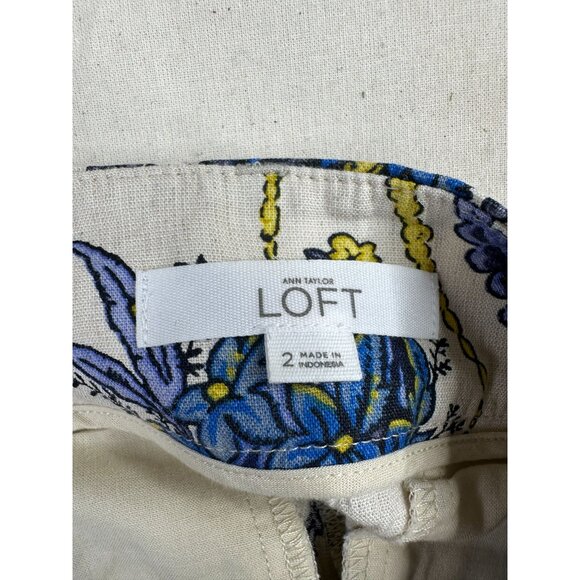 ANN TAYLOR
LOFT
2 MADE IN
INDONESIA